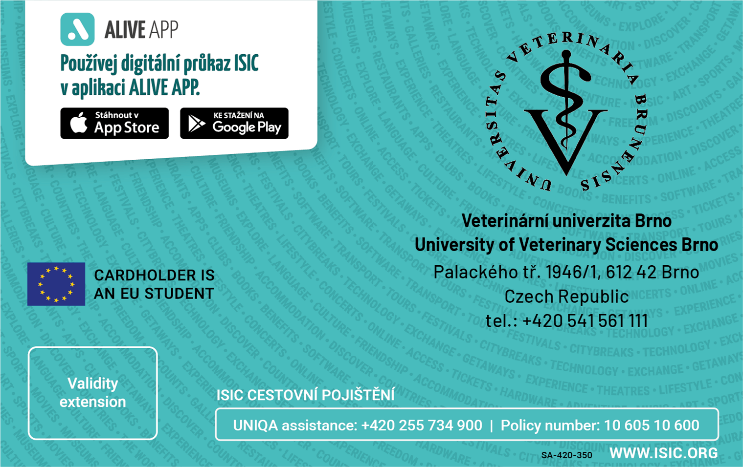 ALIVE APP
Používej digitální průkaz ISIC
v aplikaci ALIVE APP.
Stáhnout v
App Store
KE STAŽENÍ NA
Google Play
UNIVERSITAS VETERINARIA BRUNENSIS
Veterinární univerzita Brno
University of Veterinary Sciences Brno
Palackého tř. 1946/1, 612 42 Brno
Czech Republic
tel.: +420 541 561 111
CARDHOLDER IS
AN EU STUDENT
Validity
extension
ISIC CESTOVNÍ POJIŠTĚNÍ
UNIQA assistance: +420 255 734 900 | Policy number: 10 605 10 600
SA-420-350
WWW.ISIC.ORG